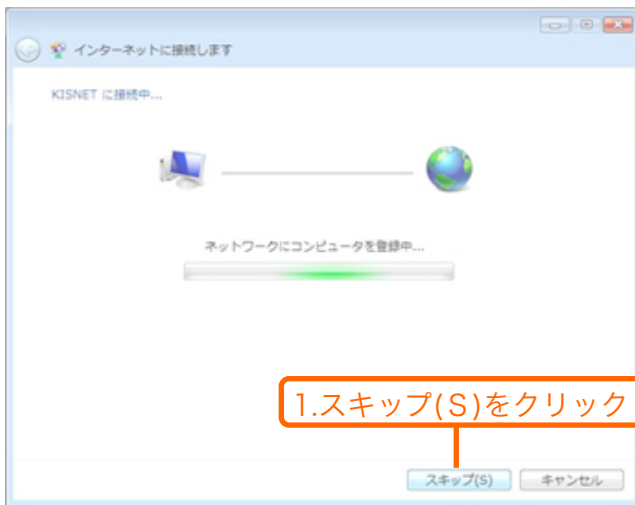 インターネットに接続します
KISNET に接続中...
ネットワークにコンピュータを登録中...
1.スキップ(S)をクリック
スキップ(S)
キャンセル